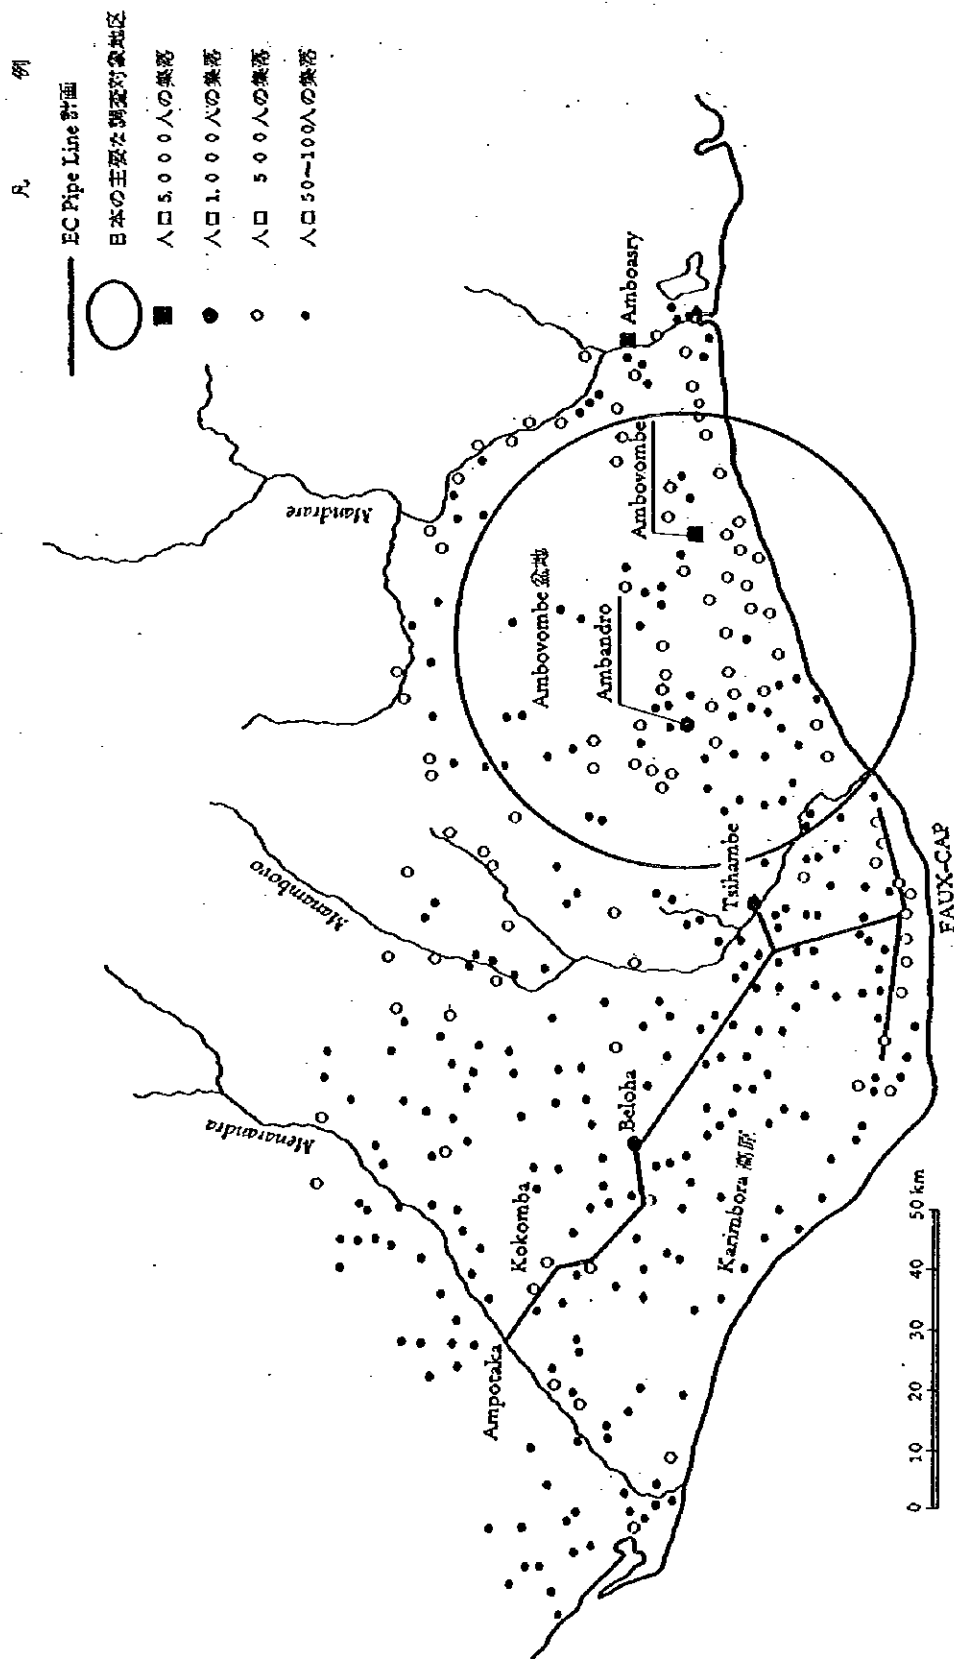 凡 例
EC Pipe Line 計画
日本の主要な調査対象地区
人口 5,000人の集落
人口 1,000人の集落
人口 500人の集落
人口 50~100人の集落
Menarandra
Manambovo
Mandrare
Amboasry
Ambovombe
Ambovombe 盆地
Ambandro
Tsihambe
Beloha
Kokomba
Ampotaka
Karimbora 高原
FAUX-CAP
0 10 20 30 40 50 km